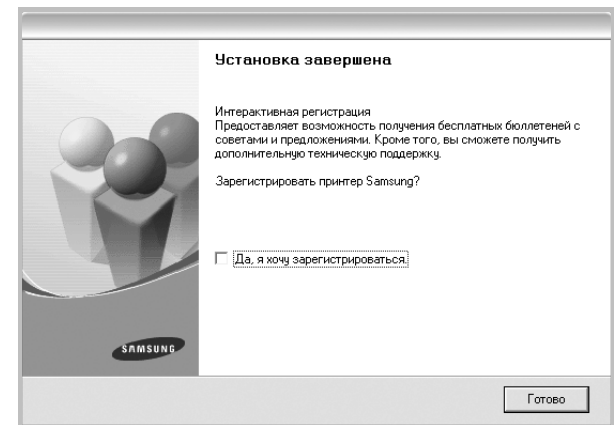 Установка завершена
Интерактивная регистрация
Предоставляет возможность получения бесплатных бюллетеней с
советами и предложениями. Кроме того, вы сможете получить
дополнительную техническую поддержку.
Зарегистрировать принтер Samsung?
Да, я хочу зарегистрироваться.
SAMSUNG
Готово